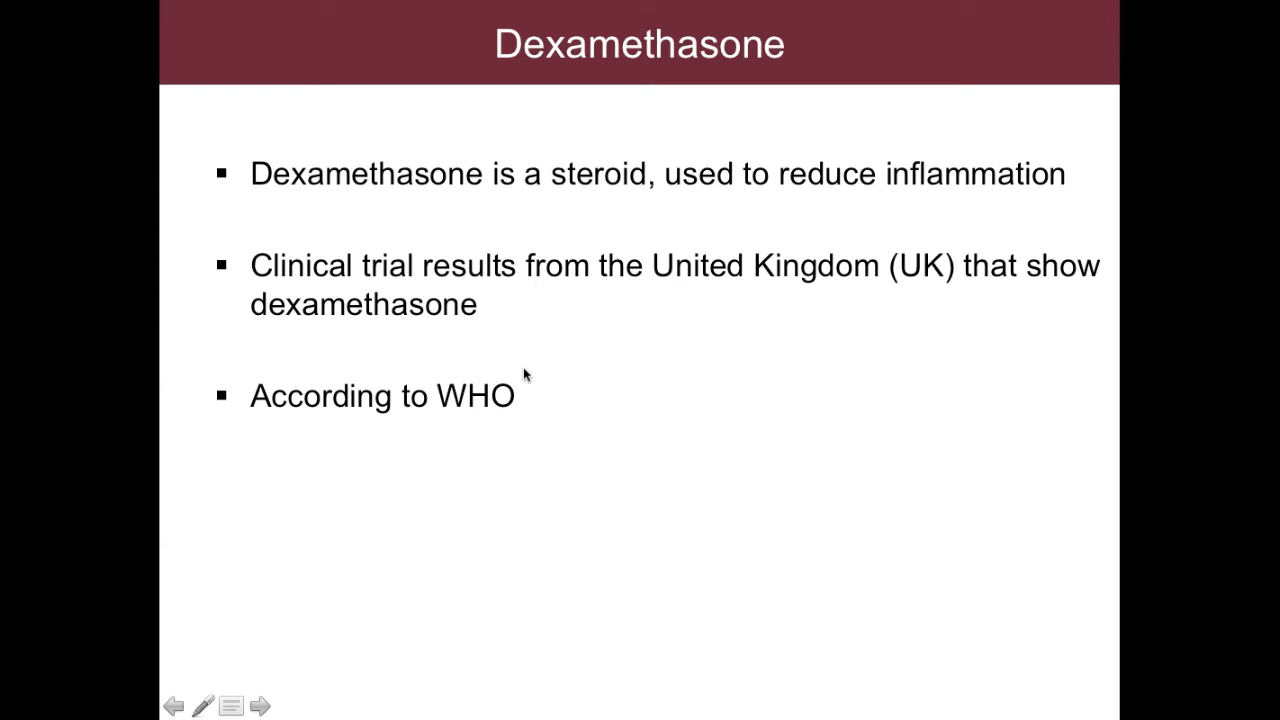 Dexamethasone
▪ Dexamethasone is a steroid, used to reduce inflammation
▪ Clinical trial results from the United Kingdom (UK) that show
dexamethasone
▪ According to WHO